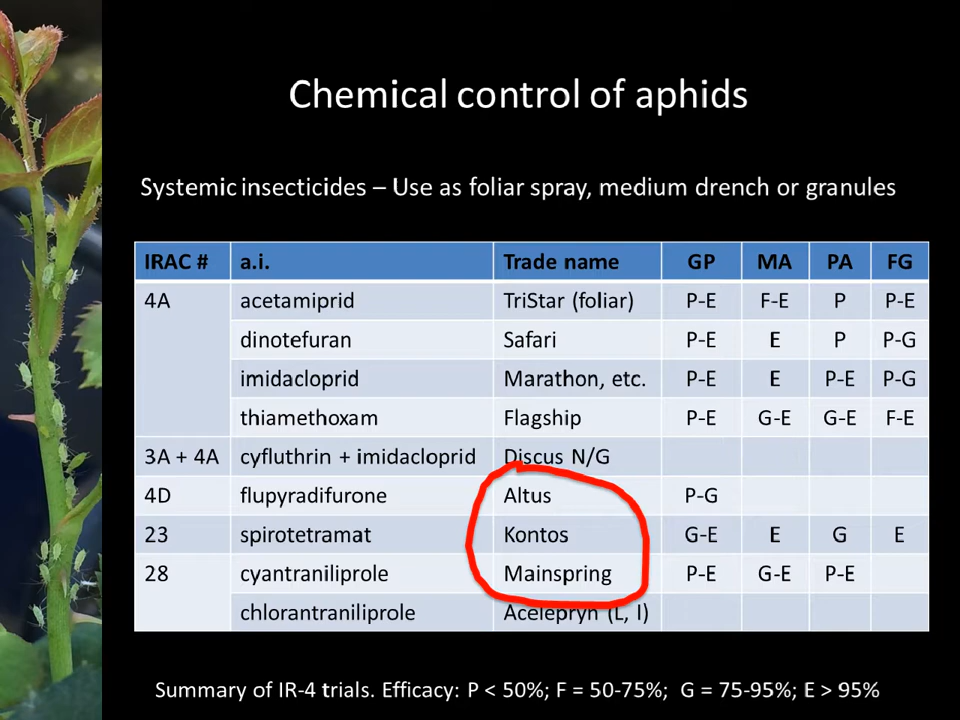 Chemical control of aphids
Systemic insecticides – Use as foliar spray, medium drench or granules
IRAC # a.i. Trade name GP MA PA FG
4A acetamiprid TriStar (foliar) P-E F-E P P-E
dinotefuran Safari P-E E P P-G
imidacloprid Marathon, etc. P-E E P-E P-G
thiamethoxam Flagship P-E G-E G-E F-E
3A + 4A cyfluthrin + imidacloprid Discus N/G
4D flupyradifurone Altus P-G
23 spirotetramat Kontos G-E E G E
28 cyantraniliprole Mainspring P-E G-E P-E
chlorantraniliprole Acelepryn (L, I)
Summary of IR-4 trials. Efficacy: P < 50%; F = 50-75%; G = 75-95%; E > 95%